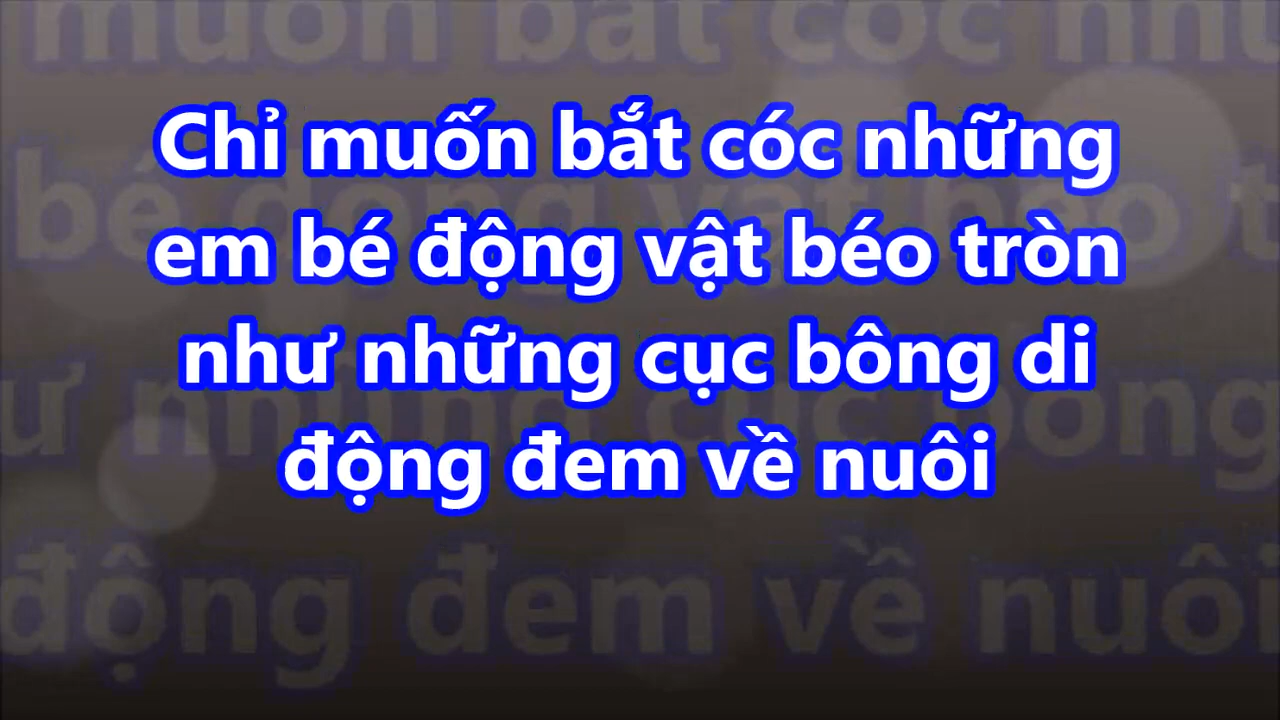 Chỉ muốn bắt cóc những
em bé động vật béo tròn
như những cục bông di
động đem về nuôi